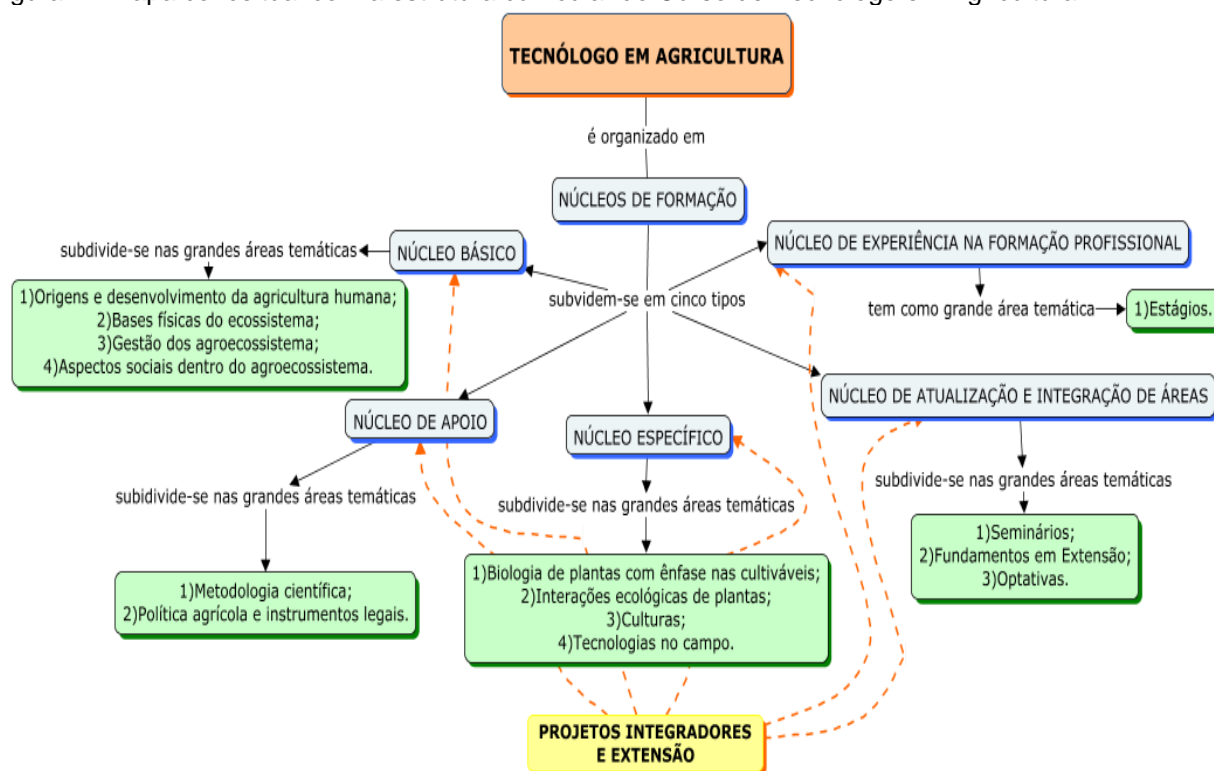 TECNÓLOGO EM AGRICULTURA
é organizado em
NÚCLEOS DE FORMAÇÃO
NÚCLEO BÁSICO
subdivide-se nas grandes áreas temáticas
1)Origens e desenvolvimento da agricultura humana;
2)Bases físicas do ecossistema;
3)Gestão dos agroecossistema;
4)Aspectos sociais dentro do agroecossistema.
subvidem-se em cinco tipos
NÚCLEO DE EXPERIÊNCIA NA FORMAÇÃO PROFISSIONAL
tem como grande área temática
1)Estágios.
NÚCLEO DE APOIO
subidivide-se nas grandes áreas temáticas
1)Metodologia científica;
2)Política agrícola e instrumentos legais.
NÚCLEO ESPECÍFICO
subdivide-se nas grandes áreas temáticas
1)Biologia de plantas com ênfase nas cultiváveis;
2)Interações ecológicas de plantas;
3)Culturas;
4)Tecnologias no campo.
NÚCLEO DE ATUALIZAÇÃO E INTEGRAÇÃO DE ÁREAS
subdivide-se nas grandes áreas temáticas
1)Seminários;
2)Fundamentos em Extensão;
3)Optativas.
PROJETOS INTEGRADORES
E EXTENSÃO